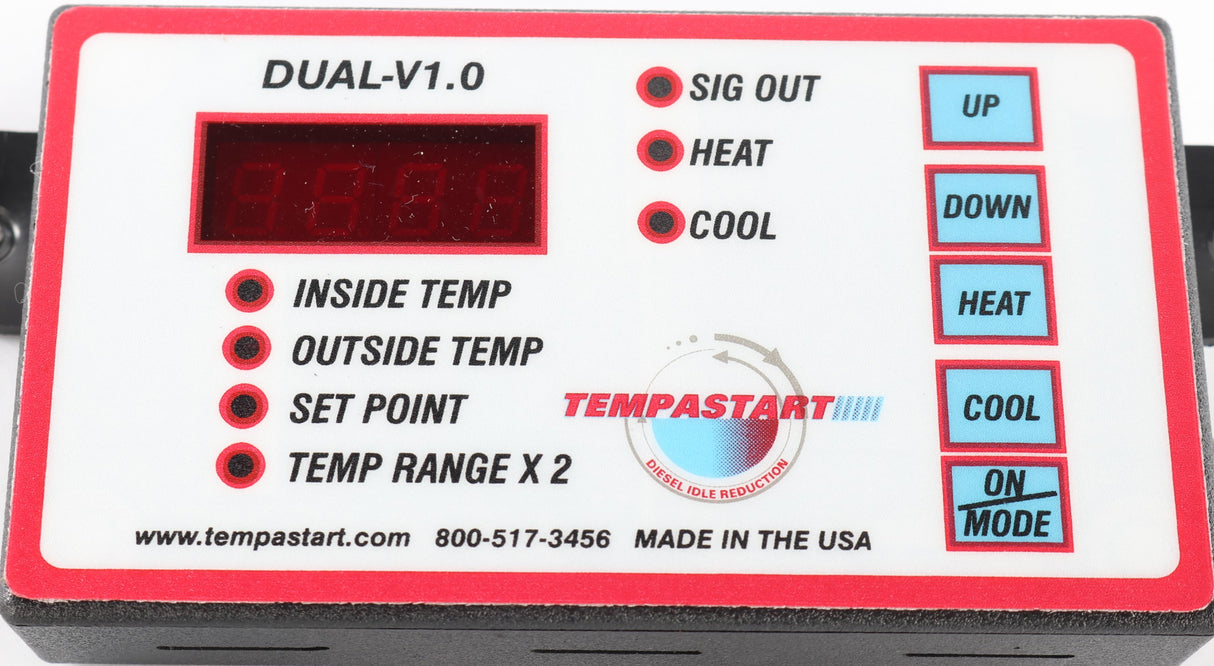 DUAL-V1.0
SIG OUT
HEAT
COOL
INSIDE TEMP
OUTSIDE TEMP
SET POINT
TEMP RANGE X 2
UP
DOWN
HEAT
COOL
ON
MODE
TEMPASTART
DIESEL IDLE REDUCTION
www.tempastart.com 800-517-3456 MADE IN THE USA